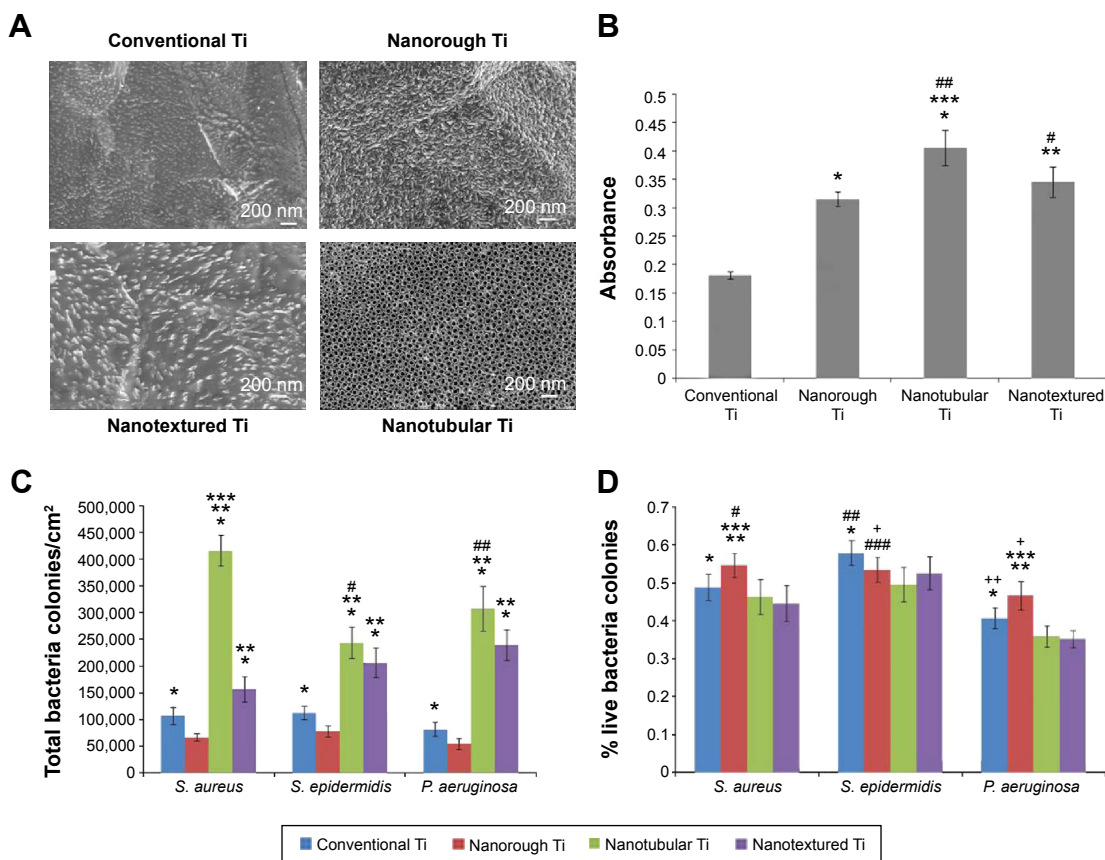 A
Conventional Ti
Nanorough Ti
200 nm
200 nm
200 nm
200 nm
Nanotextured Ti
Nanotubular Ti
B
Absorbance
0.5
0.45
0.4
0.35
0.3
0.25
0.2
0.15
0.1
0.05
0
*
##
***
*
#
**
Conventional
Ti
Nanorough
Ti
Nanotubular
Ti
Nanotextured
Ti
C
Total bacteria colonies/cm²
500,000
450,000
400,000
350,000
300,000
250,000
200,000
150,000
100,000
50,000
0
*
***
**
*
**
*
*
#
**
*
**
*
*
##
**
*
**
*
S. aureus
S. epidermidis
P. aeruginosa
D
% live bacteria colonies
0.7
0.6
0.5
0.4
0.3
0.2
0.1
0
*
#
***
**
##
*
+
###
++
*
+
***
**
S. aureus
S. epidermidis
P. aeruginosa
Conventional Ti
Nanorough Ti
Nanotubular Ti
Nanotextured Ti